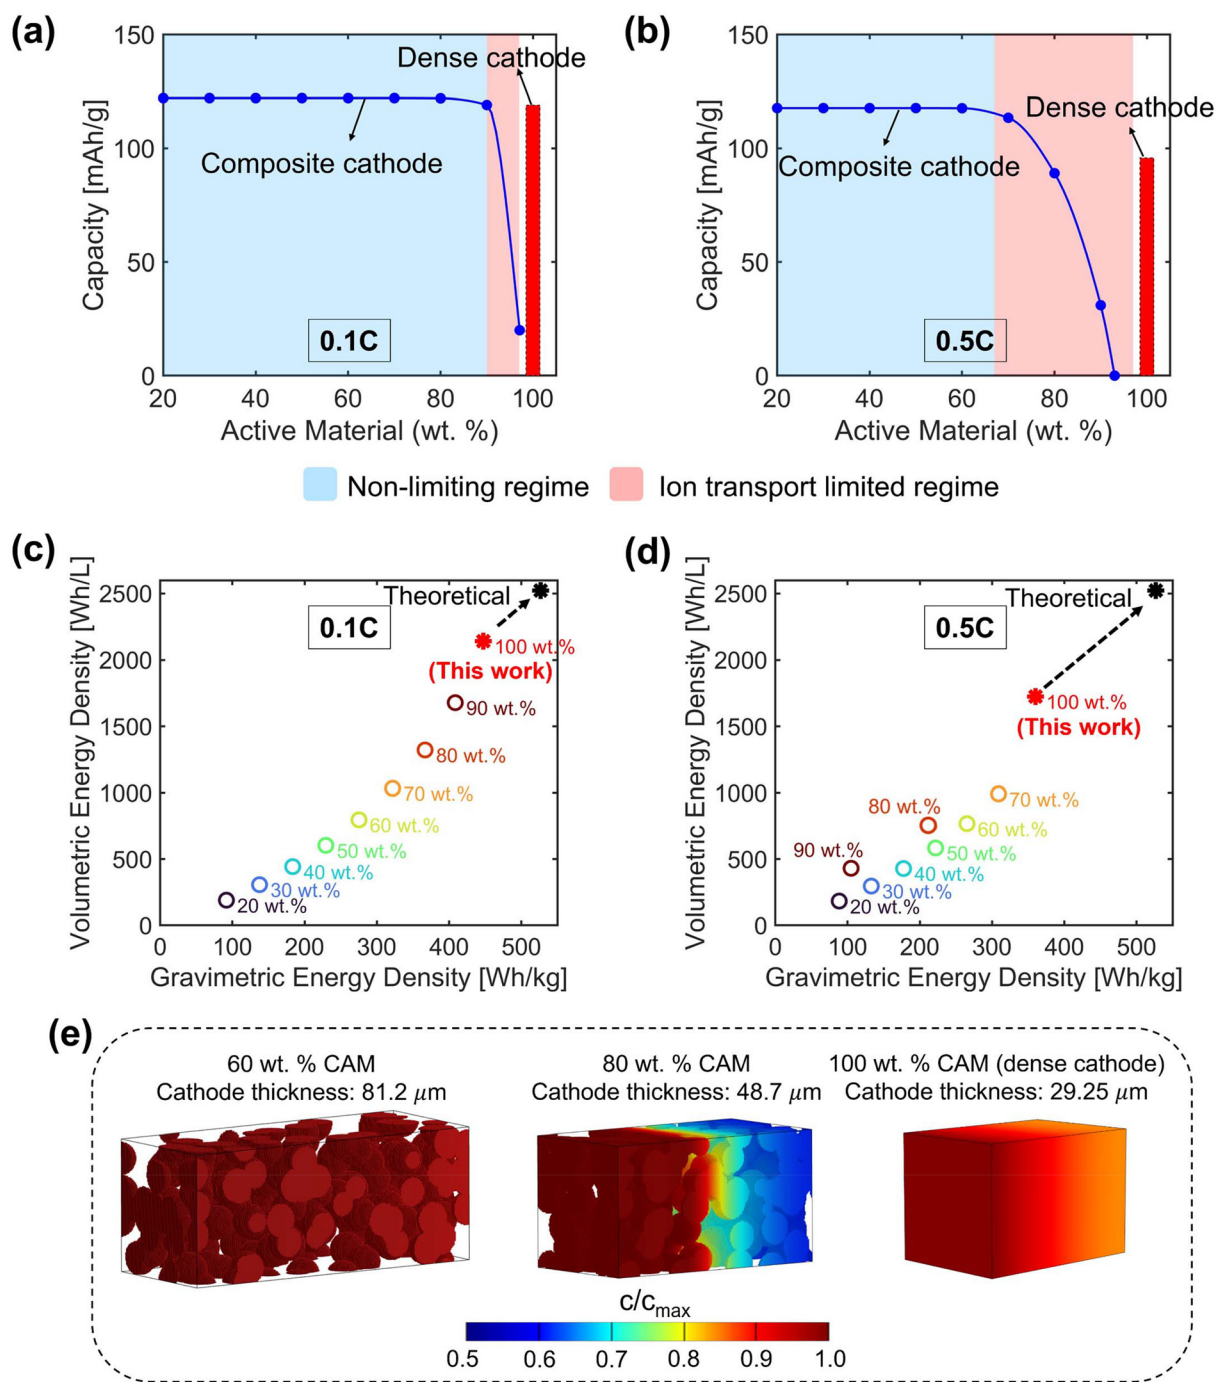 (a)
150
100
50
0
Capacity [mAh/g]
Dense cathode
Composite cathode
0.1C
20 40 60 80 100
Active Material (wt. %)
(b)
150
100
50
0
Capacity [mAh/g]
Dense cathode
Composite cathode
0.5C
20 40 60 80 100
Active Material (wt. %)
Non-limiting regime
Ion transport limited regime
(c)
Volumetric Energy Density [Wh/L]
2500
2000
1500
1000
500
0
Theoretical
0.1C
100 wt.%
(This work)
90 wt.%
80 wt.%
70 wt.%
60 wt.%
50 wt.%
40 wt.%
30 wt.%
20 wt.%
0 100 200 300 400 500
Gravimetric Energy Density [Wh/kg]
(d)
Volumetric Energy Density [Wh/L]
2500
2000
1500
1000
500
0
Theoretical
0.5C
100 wt.%
(This work)
70 wt.%
80 wt.%
60 wt.%
90 wt.%
50 wt.%
40 wt.%
30 wt.%
20 wt.%
0 100 200 300 400 500
Gravimetric Energy Density [Wh/kg]
(e)
60 wt. % CAM
Cathode thickness: 81.2 μm
80 wt. % CAM
Cathode thickness: 48.7 μm
100 wt. % CAM (dense cathode)
Cathode thickness: 29.25 μm
c/cmax
0.5 0.6 0.7 0.8 0.9 1.0